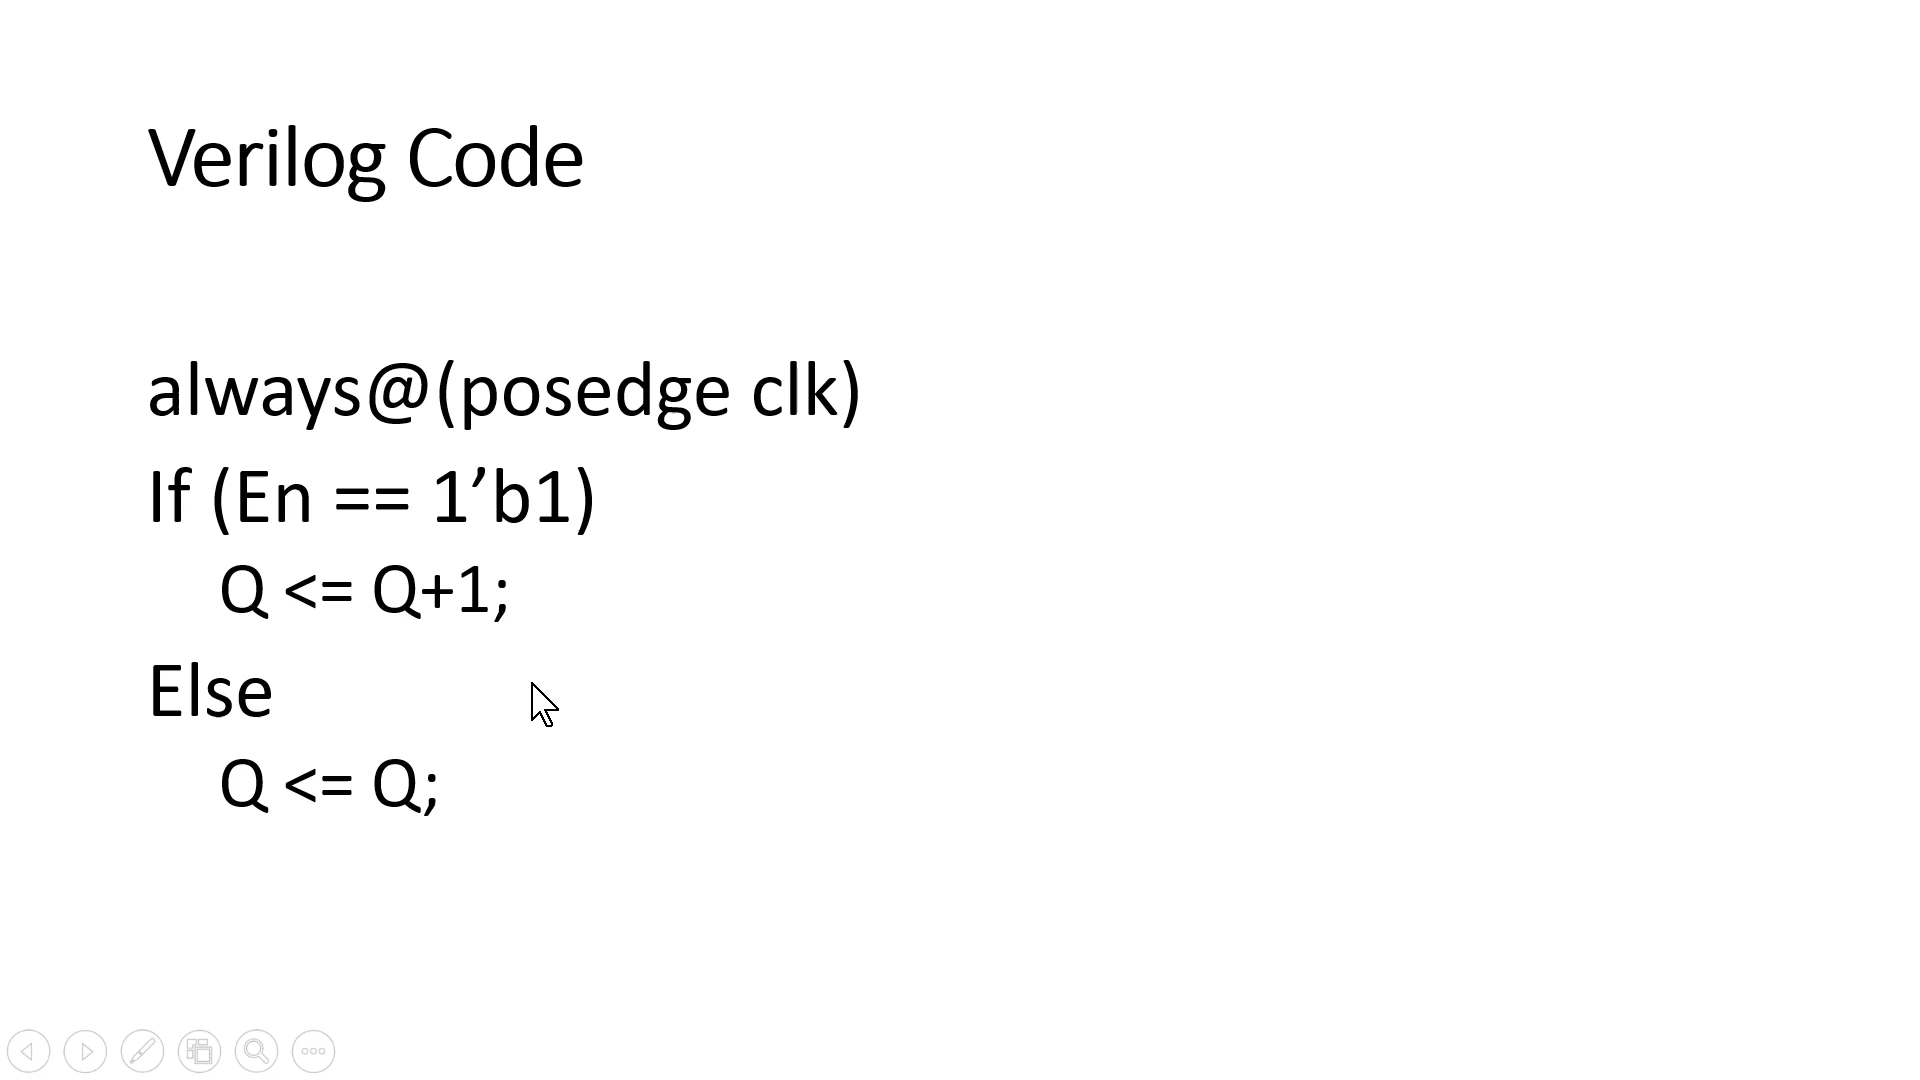 Verilog Code
always@(posedge clk)
If (En == 1’b1)
Q <= Q+1;
Else
Q <= Q;